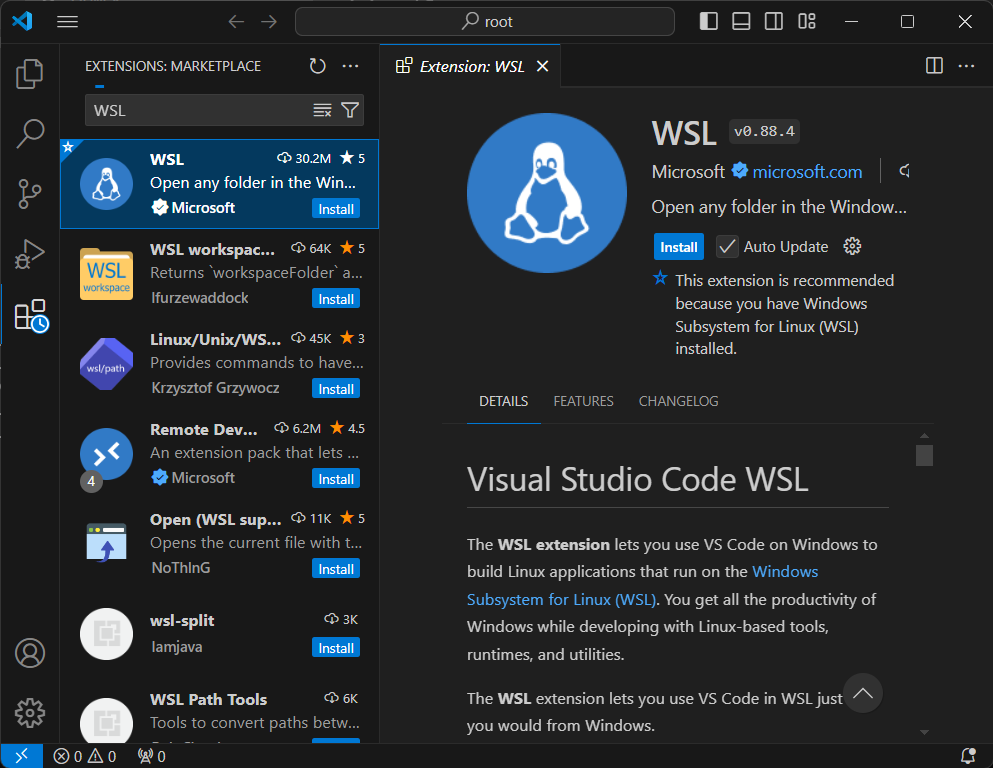 root
EXTENSIONS: MARKETPLACE
WSL
WSL 30.2M 5
Open any folder in the Win...
Microsoft Install
WSL workspac... 64K 5
Returns `workspaceFolder` a...
lfurzewaddock Install
WSL
workspace
Linux/Unix/WS... 45K 3
Provides commands to have...
Krzysztof Grzywocz Install
wsl/path
Remote Dev... 6.2M 4.5
An extension pack that lets ...
Microsoft Install
4
Open (WSL sup... 11K 5
Opens the current file with t...
NoThInG Install
wsl-split 3K
Iamjava Install
WSL Path Tools 6K
Tools to convert paths betw...
Extension: WSL
WSL v0.88.4
Microsoft microsoft.com
Open any folder in the Window...
Install Auto Update
This extension is recommended
because you have Windows
Subsystem for Linux (WSL)
installed.
DETAILS FEATURES CHANGELOG
Visual Studio Code WSL
The WSL extension lets you use VS Code on Windows to
build Linux applications that run on the Windows
Subsystem for Linux (WSL). You get all the productivity of
Windows while developing with Linux-based tools,
runtimes, and utilities.
The WSL extension lets you use VS Code in WSL just
you would from Windows.
0 0 0